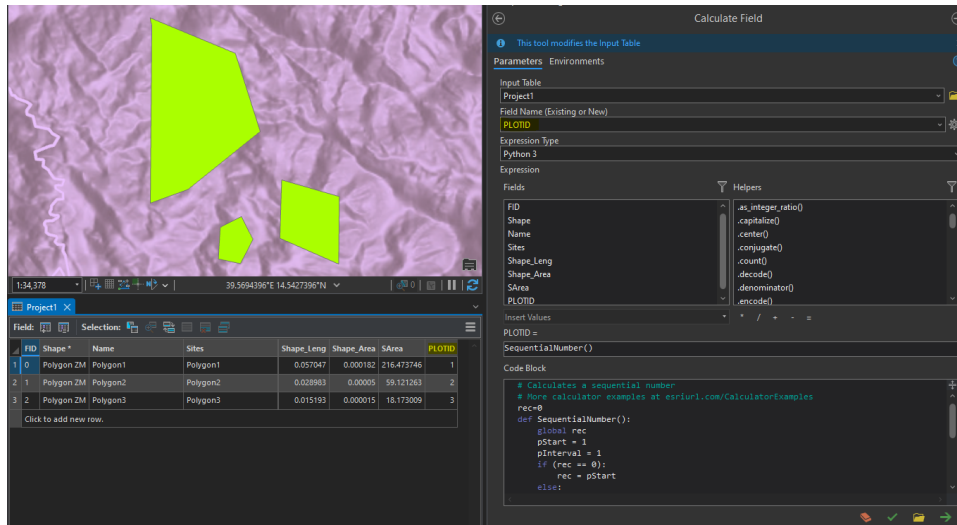 Calculate Field
This tool modifies the Input Table
Parameters Environments
Input Table
Project1
Field Name (Existing or New)
PLOTID
Expression Type
Python 3
Expression
Fields Helpers
FID .as_integer_ratio()
Shape .capitalize()
Name .center()
Sites .conjugate()
Shape_Leng .count()
Shape_Area .decode()
SArea .denominator()
PLOTID .encode()
Insert Values * / + - =
PLOTID =
SequentialNumber()
Code Block
# Calculates a sequential number
# More calculator examples at esriurl.com/CalculatorExamples
rec=0
def SequentialNumber():
global rec
pStart = 1
pInterval = 1
if (rec == 0):
rec = pStart
else:
1:34,378 39.5694396°E 14.5427396°N 0
Project1
Field: Selection:
FID Shape * Name Sites Shape_Leng Shape_Area SArea PLOTID
1 0 Polygon ZM Polygon1 Polygon1 0.057047 0.000182 216.473746 1
2 1 Polygon ZM Polygon2 Polygon2 0.028983 0.00005 59.121263 2
3 2 Polygon ZM Polygon3 Polygon3 0.015193 0.000015 18.173009 3
Click to add new row.